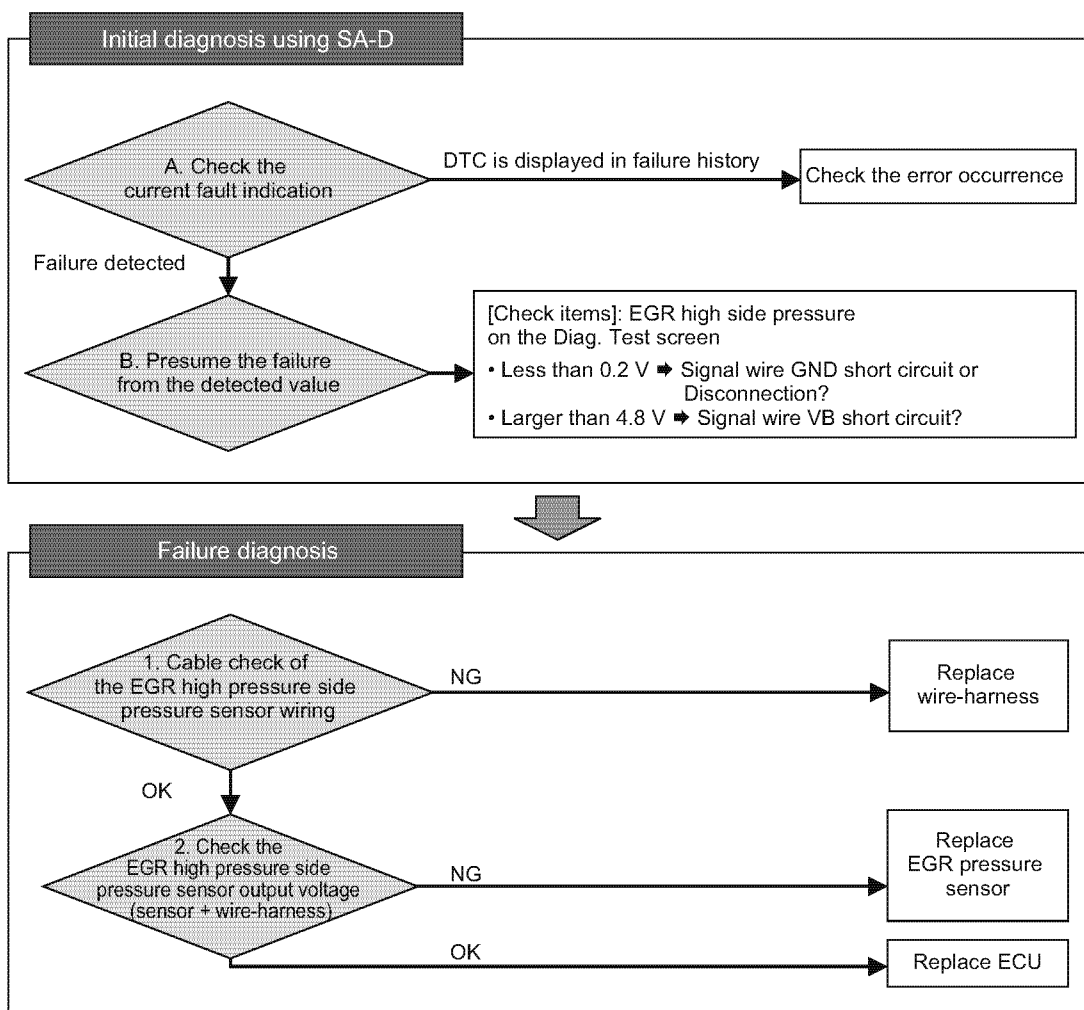 Initial diagnosis using SA-D
A. Check the
current fault indication
DTC is displayed in failure history
Check the error occurrence
Failure detected
B. Presume the failure
from the detected value
[Check items]: EGR high side pressure
on the Diag. Test screen
• Less than 0.2 V ➡ Signal wire GND short circuit or
Disconnection?
• Larger than 4.8 V ➡ Signal wire VB short circuit?
Failure diagnosis
1. Cable check of
the EGR high pressure side
pressure sensor wiring
NG
Replace
wire-harness
OK
2. Check the
EGR high pressure side
pressure sensor output voltage
(sensor + wire-harness)
NG
Replace
EGR pressure
sensor
OK
Replace ECU